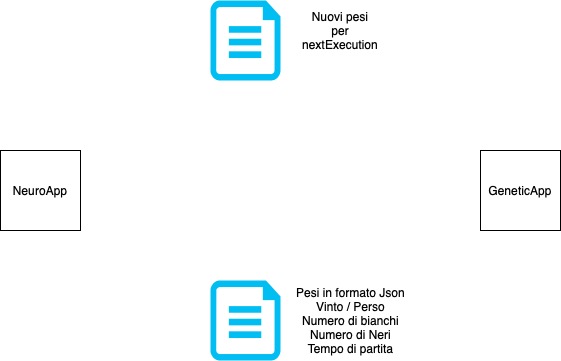 Nuovi pesi
per
nextExecution
NeuroApp
GeneticApp
Pesi in formato Json
Vinto / Perso
Numero di bianchi
Numero di Neri
Tempo di partita